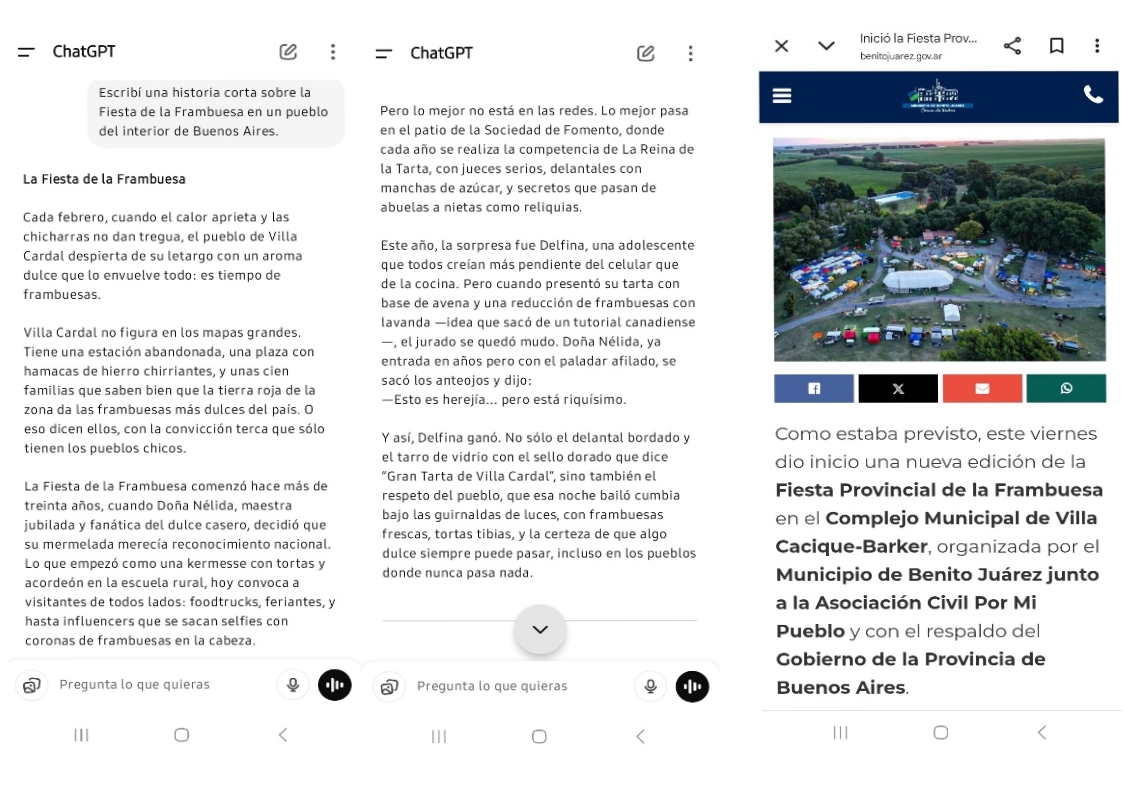 ChatGPT
Escribí una historia corta sobre la
Fiesta de la Frambuesa en un pueblo
del interior de Buenos Aires.
La Fiesta de la Frambuesa
Cada febrero, cuando el calor aprieta y las
chicharras no dan tregua, el pueblo de Villa
Cardal despierta de su letargo con un aroma
dulce que lo envuelve todo: es tiempo de
frambuesas.
Villa Cardal no figura en los mapas grandes.
Tiene una estación abandonada, una plaza con
hamacas de hierro chirriantes, y unas cien
familias que saben bien que la tierra roja de la
zona da las frambuesas más dulces del país. O
eso dicen ellos, con la convicción terca que sólo
tienen los pueblos chicos.
La Fiesta de la Frambuesa comenzó hace más de
treinta años, cuando Doña Nélida, maestra
jubilada y fanática del dulce casero, decidió que
su mermelada merecía reconocimiento nacional.
Lo que empezó como una kermesse con tortas y
acordeón en la escuela rural, hoy convoca a
visitantes de todos lados: foodtrucks, feriantes, y
hasta influencers que se sacan selfies con
coronas de frambuesas en la cabeza.
Pregunta lo que quieras
ChatGPT
Pero lo mejor no está en las redes. Lo mejor pasa
en el patio de la Sociedad de Fomento, donde
cada año se realiza la competencia de La Reina de
la Tarta, con jueces serios, delantales con
manchas de azúcar, y secretos que pasan de
abuelas a nietas como reliquias.
Este año, la sorpresa fue Delfina, una adolescente
que todos creían más pendiente del celular que
de la cocina. Pero cuando presentó su tarta con
base de avena y una reducción de frambuesas con
lavanda —idea que sacó de un tutorial canadiense
—, el jurado se quedó mudo. Doña Nélida, ya
entrada en años pero con el paladar afilado, se
sacó los anteojos y dijo:
—Esto es herejía... pero está riquísimo.
Y así, Delfina ganó. No sólo el delantal bordado y
el tarro de vidrio con el sello dorado que dice
“Gran Tarta de Villa Cardal”, sino también el
respeto del pueblo, que esa noche bailó cumbia
bajo las guirnaldas de luces, con frambuesas
frescas, tortas tibias, y la certeza de que algo
dulce siempre puede pasar, incluso en los pueblos
donde nunca pasa nada.
Pregunta lo que quieras
Inició la Fiesta Prov...
benitojuarez.gov.ar
Como estaba previsto, este viernes
dio inicio una nueva edición de la
Fiesta Provincial de la Frambuesa
en el Complejo Municipal de Villa
Cacique-Barker, organizada por el
Municipio de Benito Juárez junto
a la Asociación Civil Por Mi
Pueblo y con el respaldo del
Gobierno de la Provincia de
Buenos Aires.